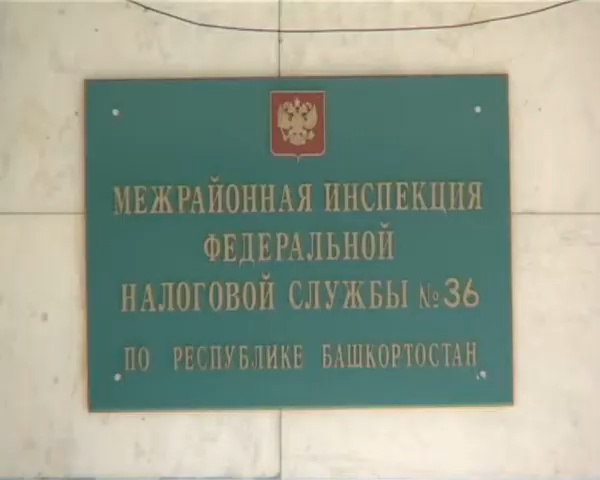 МЕЖРАЙОННАЯ ИНСПЕКЦИЯ
ФЕДЕРАЛЬНОЙ
НАЛОГОВОЙ СЛУЖБЫ №36
ПО РЕСПУБЛИКЕ БАШКОРТОСТАН